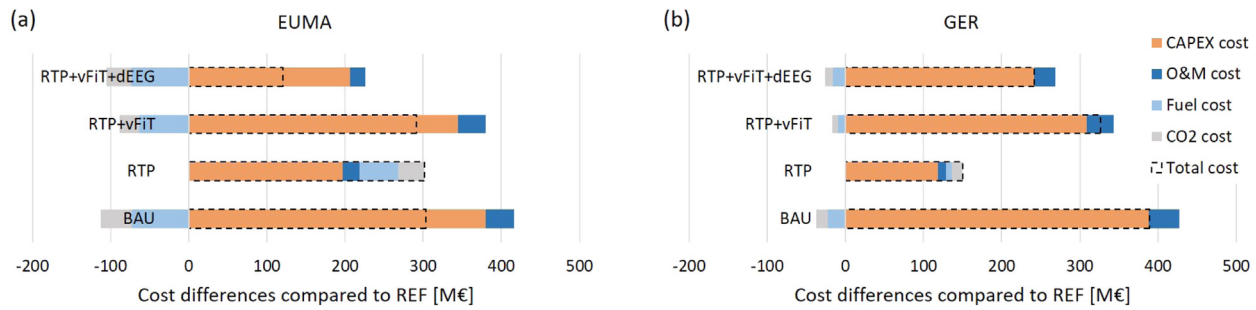 (a)
EUMA
RTP+vFiT+dEEG
RTP+vFiT
RTP
BAU
-200 -100 0 100 200 300 400 500
Cost differences compared to REF [M€]
(b)
GER
RTP+vFiT+dEEG
RTP+vFiT
RTP
BAU
-200 -100 0 100 200 300 400 500
Cost differences compared to REF [M€]
CAPEX cost
O&M cost
Fuel cost
CO2 cost
Total cost